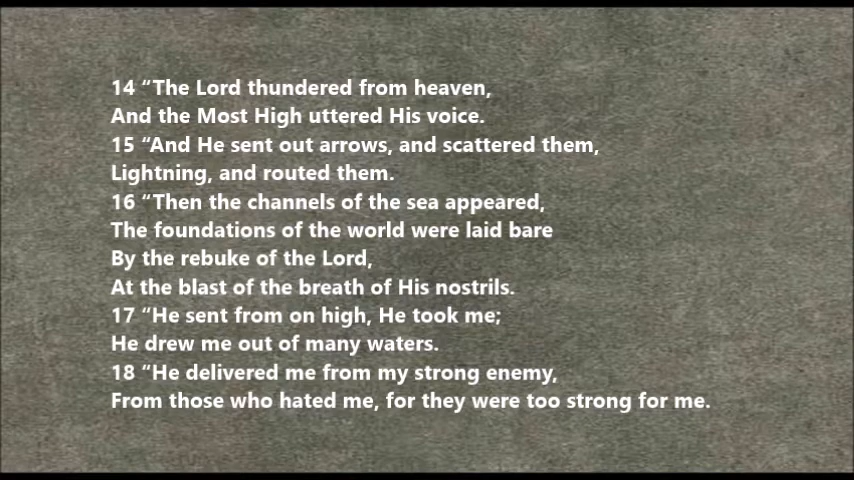 14 “The Lord thundered from heaven,
And the Most High uttered His voice.
15 “And He sent out arrows, and scattered them,
Lightning, and routed them.
16 “Then the channels of the sea appeared,
The foundations of the world were laid bare
By the rebuke of the Lord,
At the blast of the breath of His nostrils.
17 “He sent from on high, He took me;
He drew me out of many waters.
18 “He delivered me from my strong enemy,
From those who hated me, for they were too strong for me.